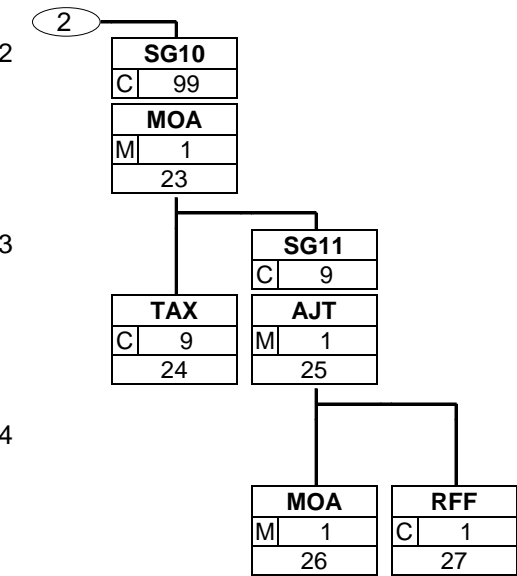 2
2
SG10
C 99
MOA
M 1
23
3
SG11
C 9
TAX AJT
C 9 M 1
24 25
4
MOA RFF
M 1 C 1
26 27